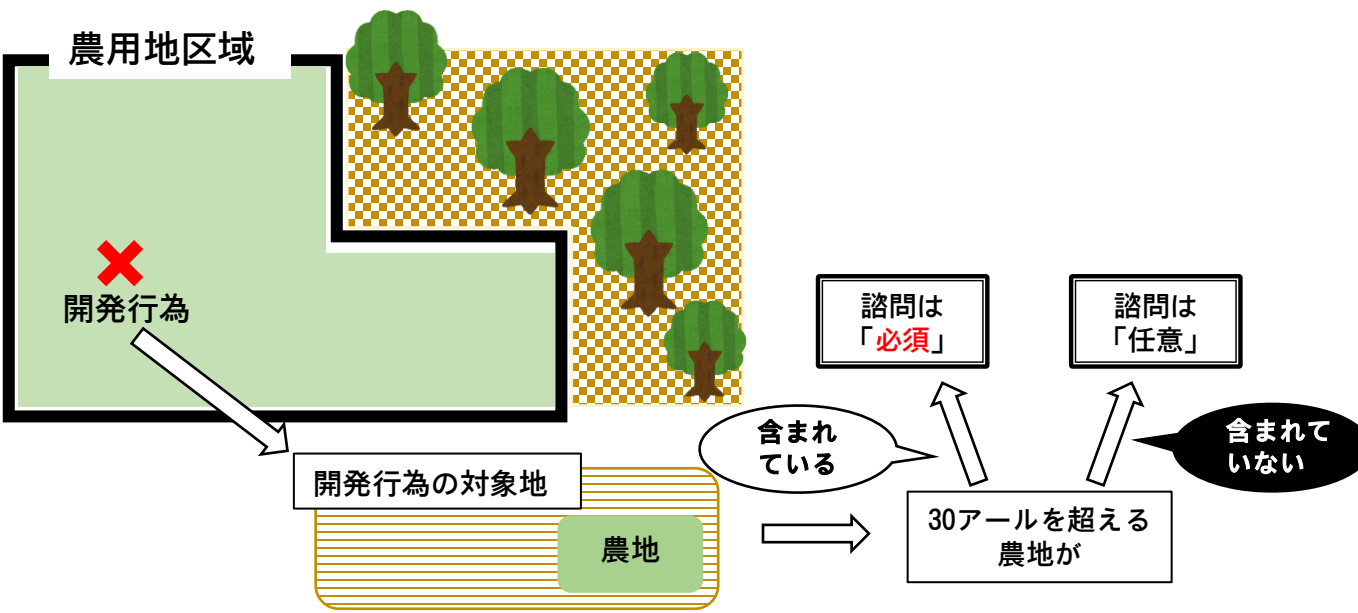 農用地区域
開発行為
開発行為の対象地
農地
30アールを超える
農地が
含まれ
ている
諮問は
「必須」
含まれて
いない
諮問は
「任意」